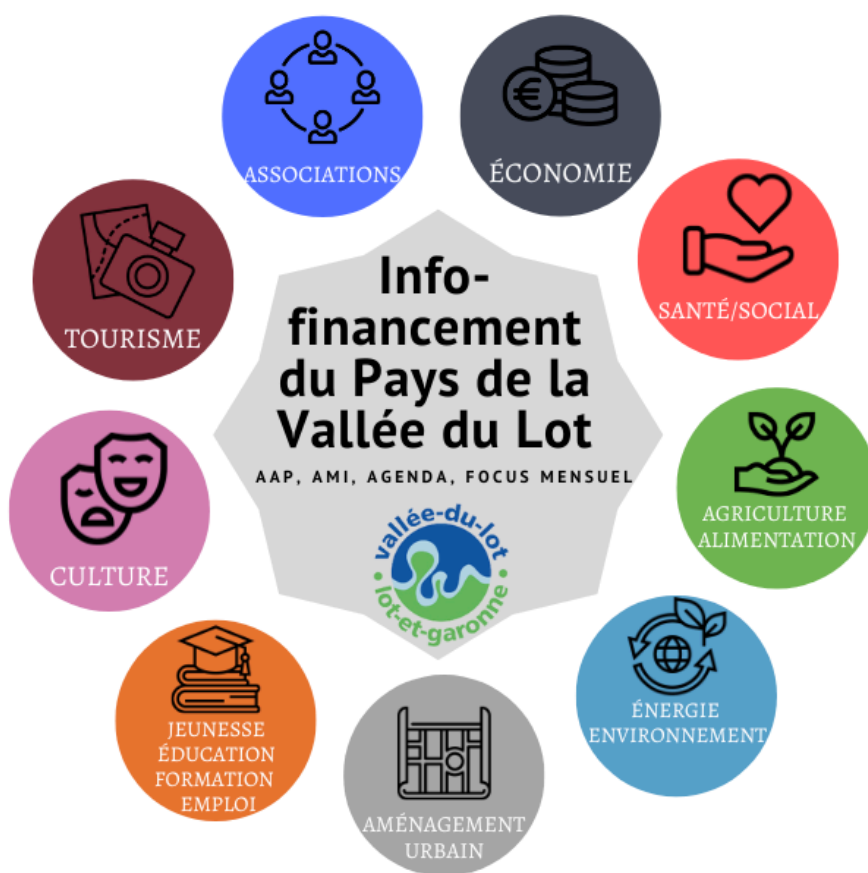 ASSOCIATIONS
ÉCONOMIE
TOURISME
SANTÉ/SOCIAL
Info-
financement
du Pays de la
Vallée du Lot
AAP, AMI, AGENDA, FOCUS MENSUEL
vallée-du-lot
lot-et-garonne
CULTURE
AGRICULTURE
ALIMENTATION
JEUNESSE
ÉDUCATION
FORMATION
EMPLOI
ÉNERGIE
ENVIRONNEMENT
AMÉNAGEMENT
URBAIN